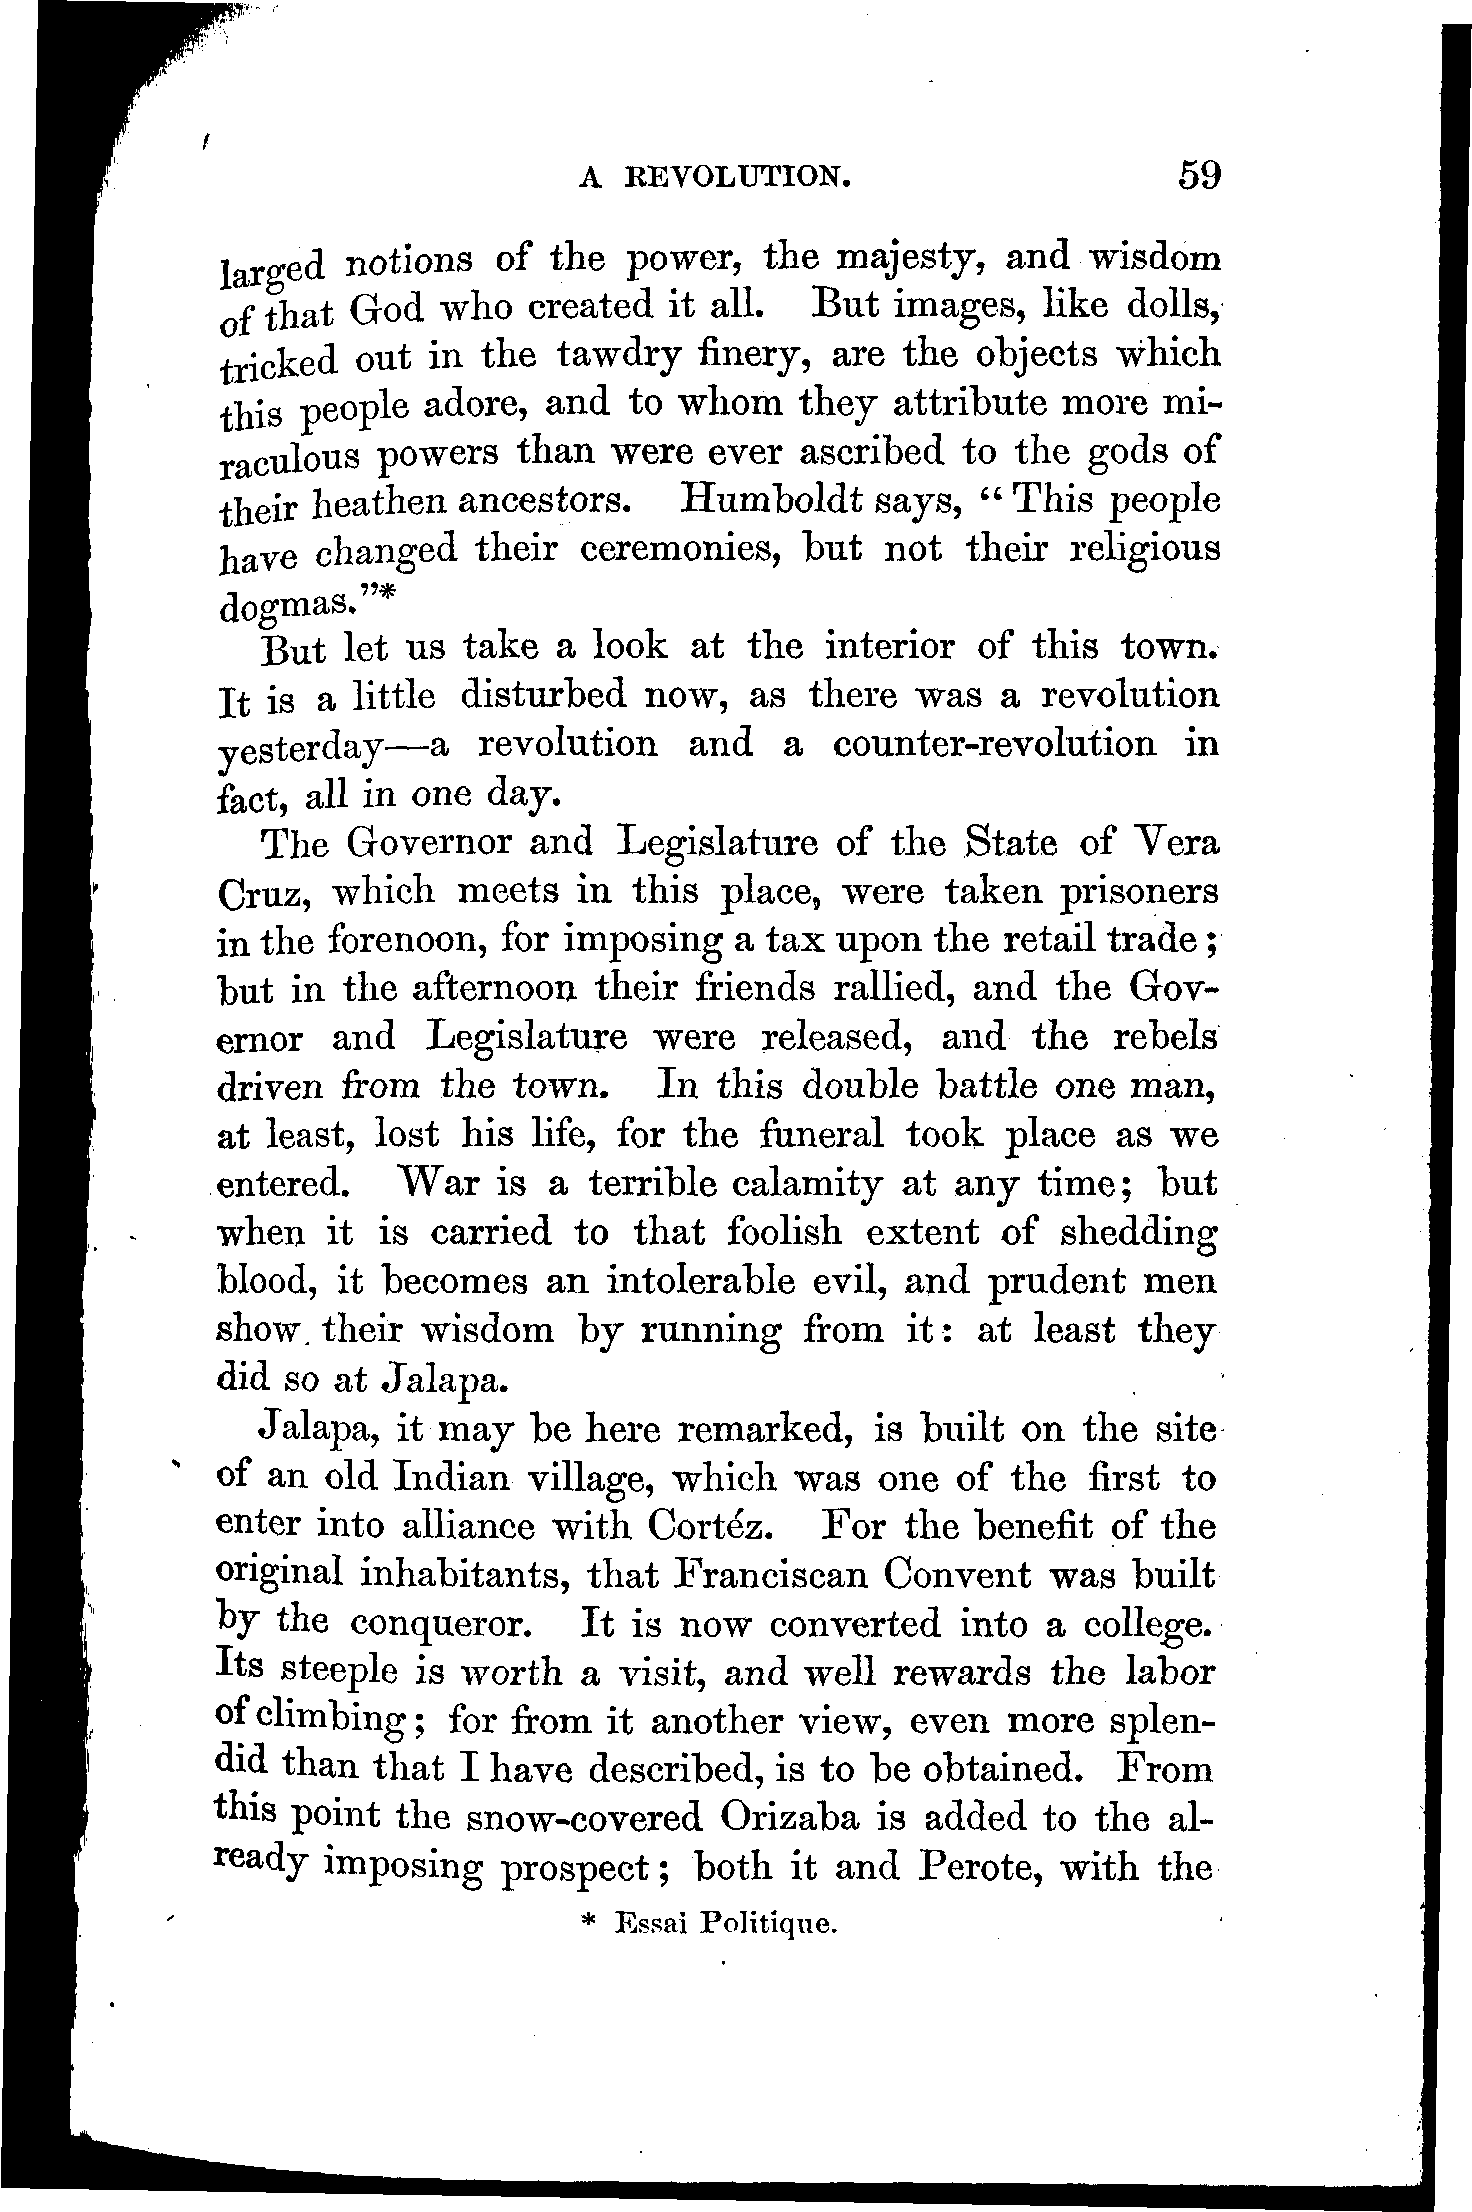 A REVOLUTION. 59
larged notions of the power, the majesty, and wisdom
of that God who created it all. But images, like dolls,
tricked out in the tawdry finery, are the objects which
this people adore, and to whom they attribute more mi-
raculous powers than were ever ascribed to the gods of
their heathen ancestors. Humboldt says, “This people
have changed their ceremonies, but not their religious
dogmas.”*
But let us take a look at the interior of this town.
It is a little disturbed now, as there was a revolution
yesterday—a revolution and a counter-revolution in
fact, all in one day.
The Governor and Legislature of the State of Vera
Cruz, which meets in this place, were taken prisoners
in the forenoon, for imposing a tax upon the retail trade;
but in the afternoon their friends rallied, and the Gov-
ernor and Legislature were released, and the rebels
driven from the town. In this double battle one man,
at least, lost his life, for the funeral took place as we
entered. War is a terrible calamity at any time; but
when it is carried to that foolish extent of shedding
blood, it becomes an intolerable evil, and prudent men
show their wisdom by running from it: at least they
did so at Jalapa.
Jalapa, it may be here remarked, is built on the site
of an old Indian village, which was one of the first to
enter into alliance with Cortéz. For the benefit of the
original inhabitants, that Franciscan Convent was built
by the conqueror. It is now converted into a college.
Its steeple is worth a visit, and well rewards the labor
of climbing; for from it another view, even more splen-
did than that I have described, is to be obtained. From
this point the snow-covered Orizaba is added to the al-
ready imposing prospect; both it and Perote, with the
* Essai Politique.